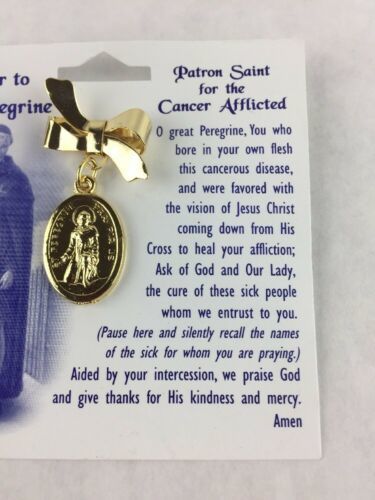 r to
egrine
Patron Saint
for the
Cancer Afflicted
O great Peregrine, You who
bore in your own flesh
this cancerous disease,
and were favored with
the vision of Jesus Christ
coming down from His
Cross to heal your affliction;
Ask of God and Our Lady,
the cure of these sick people
whom we entrust to you.
(Pause here and silently recall the names
of the sick for whom you are praying.)
Aided by your intercession, we praise God
and give thanks for His kindness and mercy.
Amen